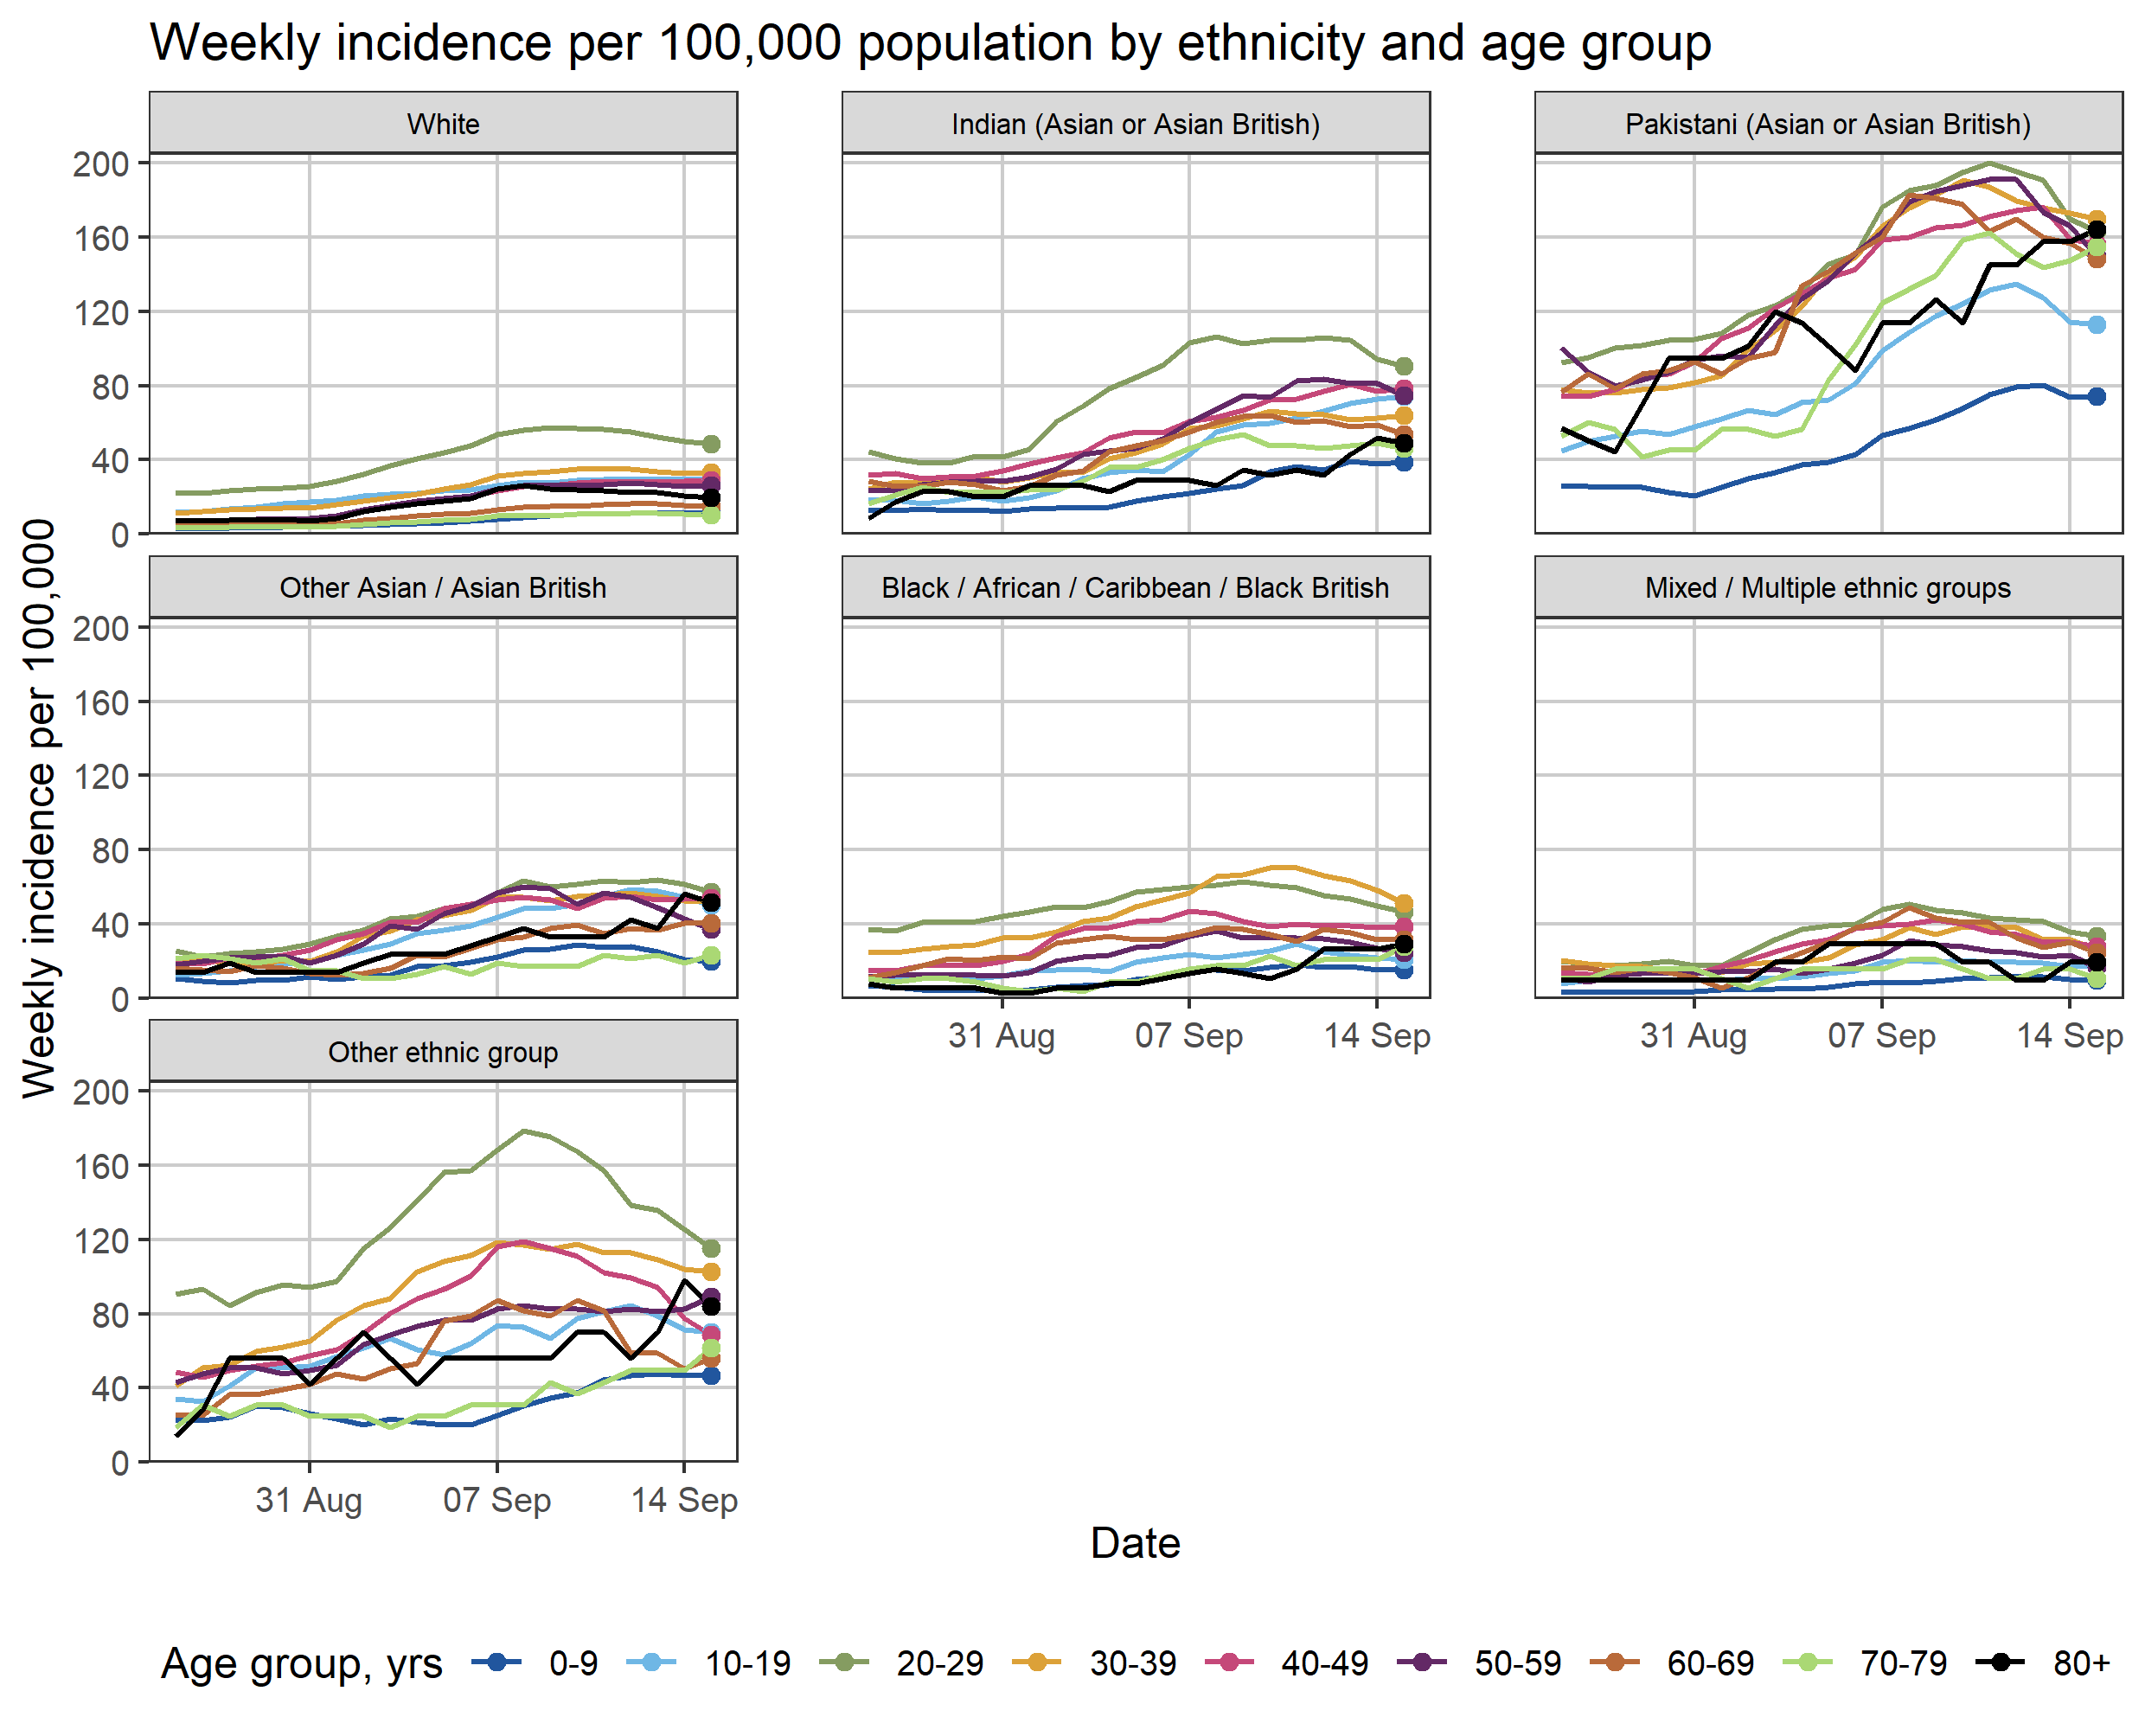 Weekly incidence per 100,000 population by ethnicity and age group
White
Indian (Asian or Asian British)
Pakistani (Asian or Asian British)
200
160
120
80
40
0
Other Asian / Asian British
Black / African / Caribbean / Black British
Mixed / Multiple ethnic groups
200
160
120
80
40
0
31 Aug 07 Sep 14 Sep
31 Aug 07 Sep 14 Sep
Other ethnic group
200
160
120
80
40
0
31 Aug 07 Sep 14 Sep
Weekly incidence per 100,000
Date
Age group, yrs 0-9 10-19 20-29 30-39 40-49 50-59 60-69 70-79 80+